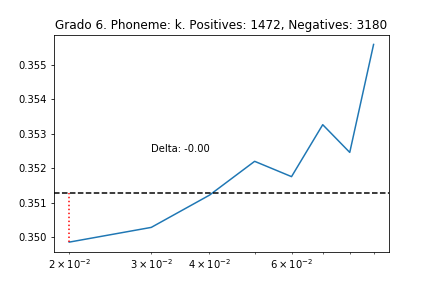 Grado 6. Phoneme: k. Positives: 1472, Negatives: 3180
0.355
0.354
0.353
Delta: -0.00
0.352
0.351
0.350
2 × 10⁻² 3 × 10⁻² 4 × 10⁻² 6 × 10⁻²